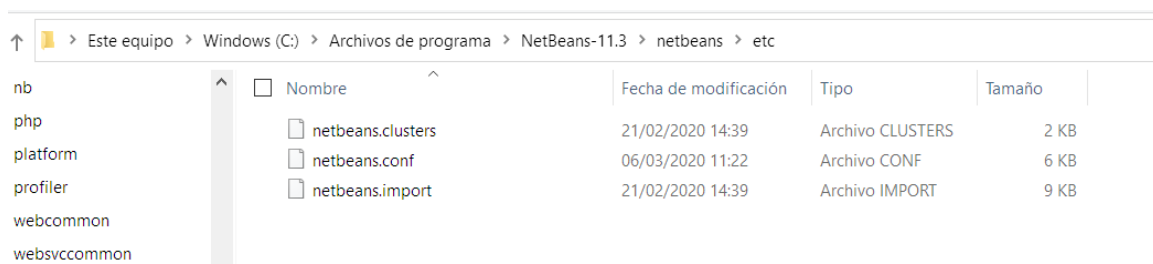 Este equipo > Windows (C:) > Archivos de programa > NetBeans-11.3 > netbeans > etc
nb
php
platform
profiler
webcommon
websvccommon
Nombre Fecha de modificación Tipo Tamaño
netbeans.clusters 21/02/2020 14:39 Archivo CLUSTERS 2 KB
netbeans.conf 06/03/2020 11:22 Archivo CONF 6 KB
netbeans.import 21/02/2020 14:39 Archivo IMPORT 9 KB